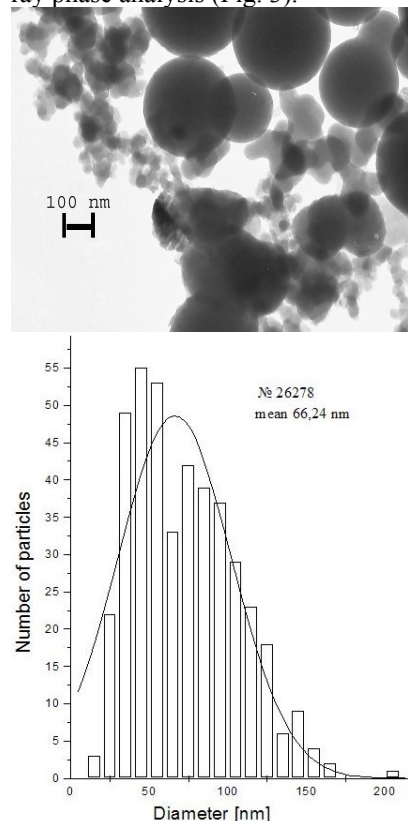 ray phase analysis (Fig. 3).
100 nm
№ 26278
mean 66,24 nm
Number of particles
55
50
45
40
35
30
25
20
15
10
5
0
0 50 100 150 200
Diameter [nm]